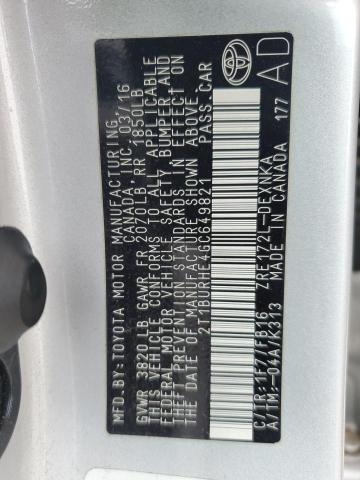 MFD. BY: TOYOTA MOTOR MANUFACTURING
CANADA, INC. 03/16
GVWR 3820 LB GAWR FR 2070LB RR 1850LB
THIS VEHICLE CONFORMS TO ALL APPLICABLE
FEDERAL MOTOR VEHICLE SAFETY, BUMPER AND
THEFT PREVENTION STANDARDS IN EFFECT ON
THE DATE OF MANUFACTURE SHOWN ABOVE.
2T1BURHE4GC649821 PASS. CAR
C/TR:1F7/FB16 ZRE172L-DEXNKA
A/TM:-04A/K313 MADE IN CANADA 177
AD